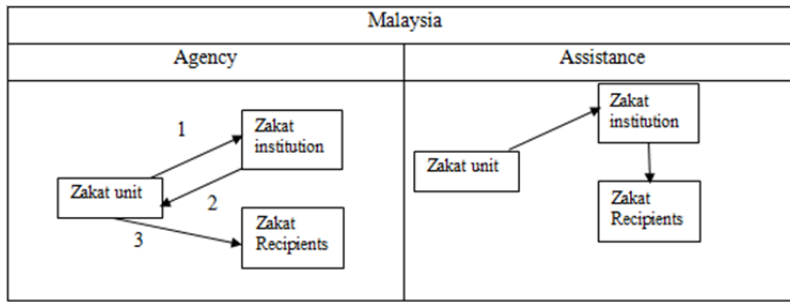 Malaysia
Agency
Assistance
1
Zakat
institution
Zakat unit
2
3
Zakat
Recipients
Zakat
institution
Zakat unit
Zakat
Recipients